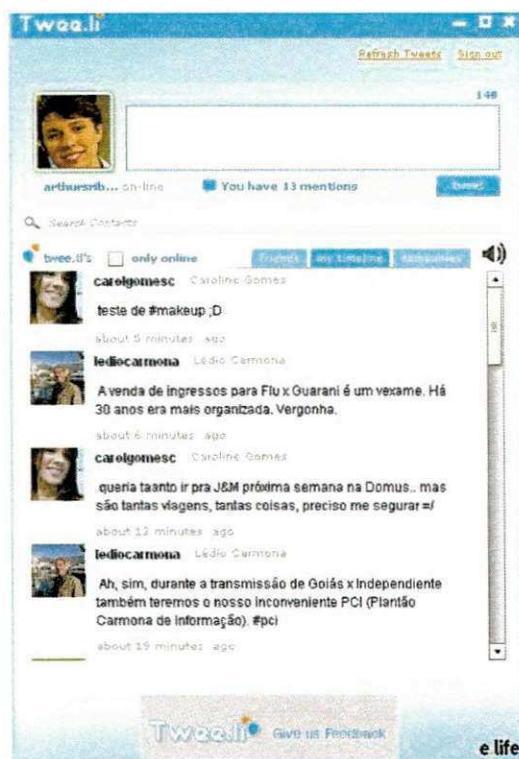 Twee.li
Refresh Tweets Sign out
140
arthursrib... on-line You have 13 mentions tweet
Search Contacts
twee.li's only online friends my timeline companies
carolgomesc Caroline Gomes
teste de #makeup ;D
about 5 minutes ago
lediocarmona Lédio Carmona
A venda de ingressos para Flu x Guarani é um vexame. Há
30 anos era mais organizada. Vergonha.
about 6 minutes ago
carolgomesc Caroline Gomes
queria taanto ir pra J&M próxima semana na Domus.. mas
são tantas viagens, tantas coisas, preciso me segurar =/
about 12 minutes ago
lediocarmona Lédio Carmona
Ah, sim, durante a transmissão de Goiás x Independiente
também teremos o nosso inconveniente PCI (Plantão
Carmona de Informação). #pci
about 19 minutes ago
Twee.li Give us Feedback
e.life